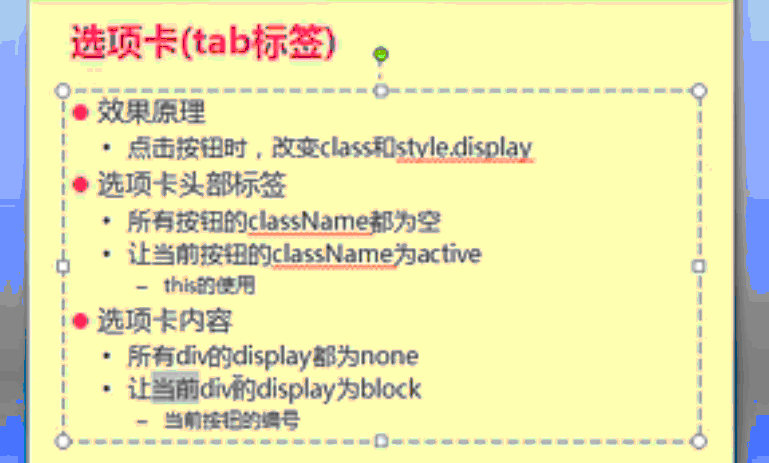 选项卡(tab标签)
效果原理
点击按钮时，改变class和style.display
选项卡头部标签
所有按钮的className都为空
让当前按钮的className为active
this的使用
选项卡内容
所有div的display都为none
让当前div的display为block
当前按钮的编号